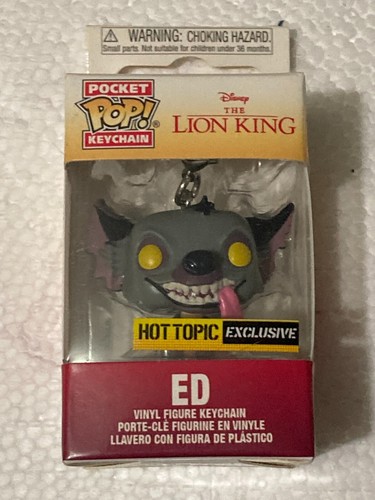 WARNING: CHOKING HAZARD.
Small parts. Not suitable for children under 36 months.
POCKET
POP!®
KEYCHAIN
Disney
THE
LION KING
HOT TOPIC EXCLUSIVE
ED
VINYL FIGURE KEYCHAIN
PORTE-CLÉ FIGURINE EN VINYLE
LLAVERO CON FIGURA DE PLÁSTICO